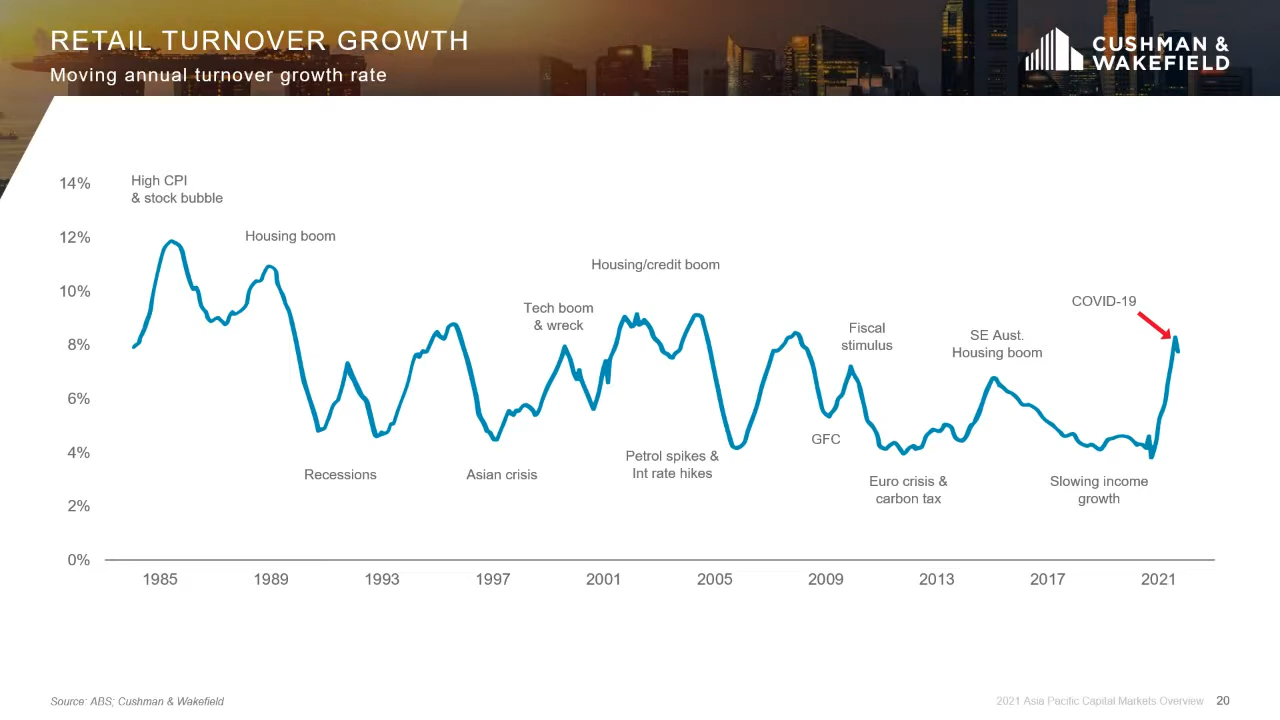 RETAIL TURNOVER GROWTH
Moving annual turnover growth rate
CUSHMAN &
WAKEFIELD
14%
12%
10%
8%
6%
4%
2%
0%
High CPI
& stock bubble
Housing boom
Recessions
Asian crisis
Tech boom
& wreck
Housing/credit boom
Petrol spikes &
Int rate hikes
GFC
Fiscal
stimulus
Euro crisis &
carbon tax
SE Aust.
Housing boom
Slowing income
growth
COVID-19
1985
1989
1993
1997
2001
2005
2009
2013
2017
2021
Source: ABS; Cushman & Wakefield
2021 Asia Pacific Capital Markets Overview
20